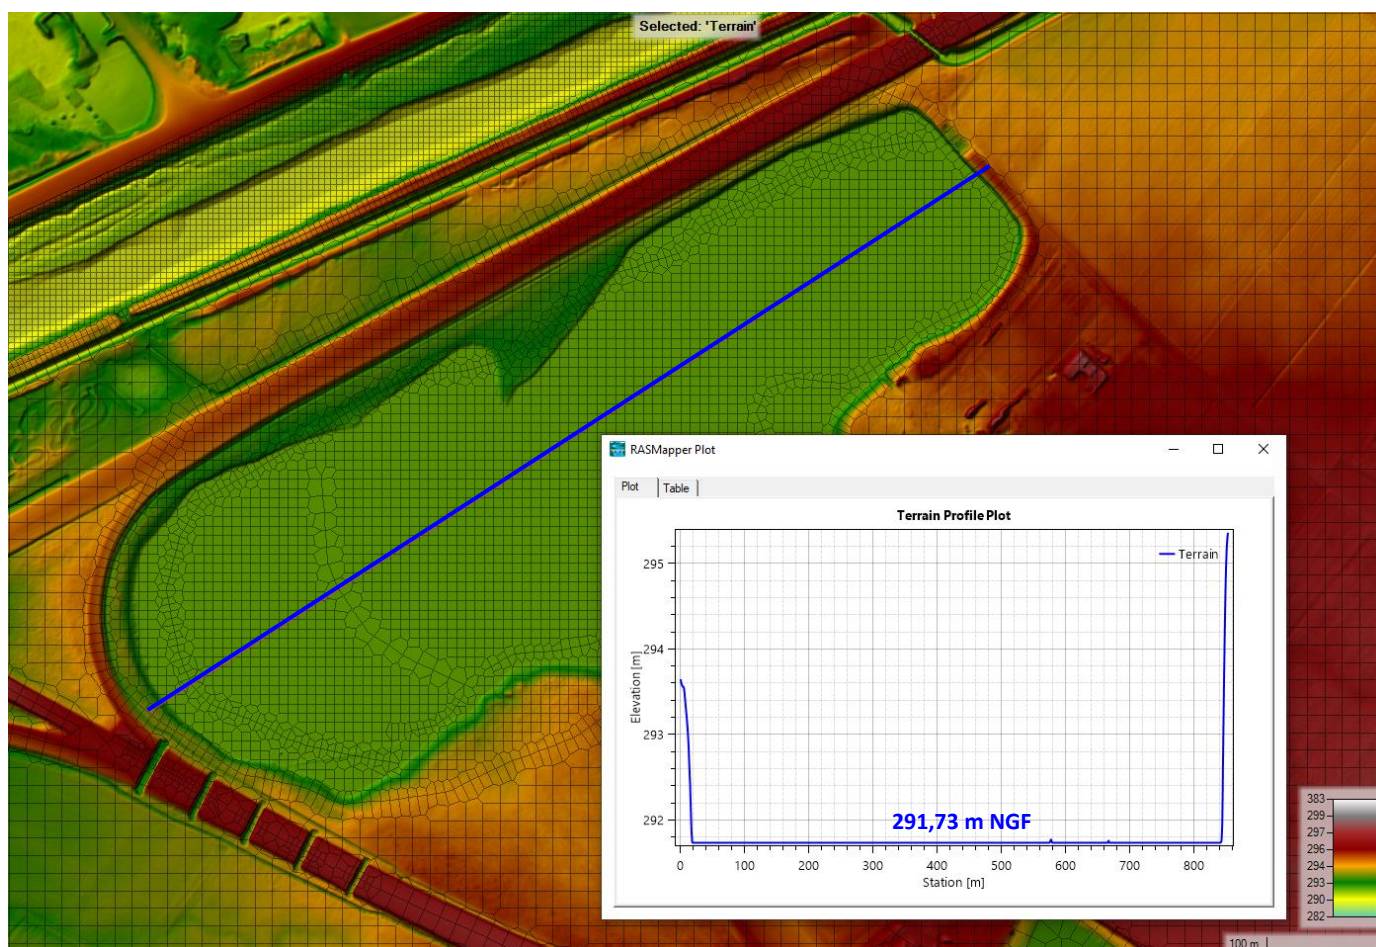 Selected: 'Terrain'
RASMapper Plot
Plot
Table
Terrain Profile Plot
Terrain
295
294
293
292
Elevation [m]
291,73 m NGF
0
100
200
300
400
500
600
700
800
Station [m]
383
299
297
296
294
293
290
282
100 m